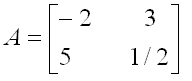 A = [ -2 3
5 1/2 ]